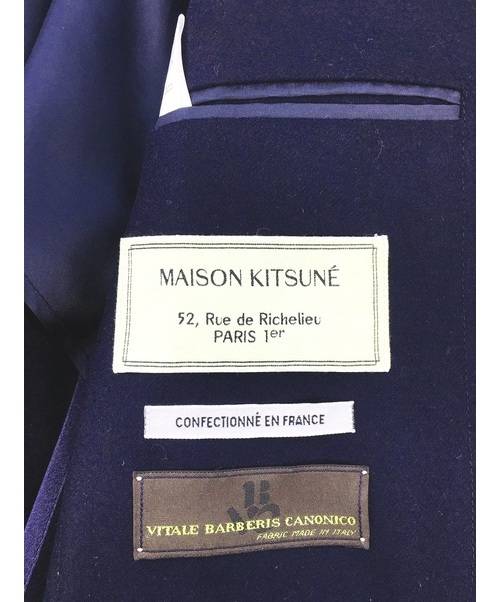 MAISON KITSUNÉ
52, Rue de Richelieu
PARIS 1er
CONFECTIONNÉ EN FRANCE
VITALE BARBERIS CANONICO
FABRIC MADE IN ITALY